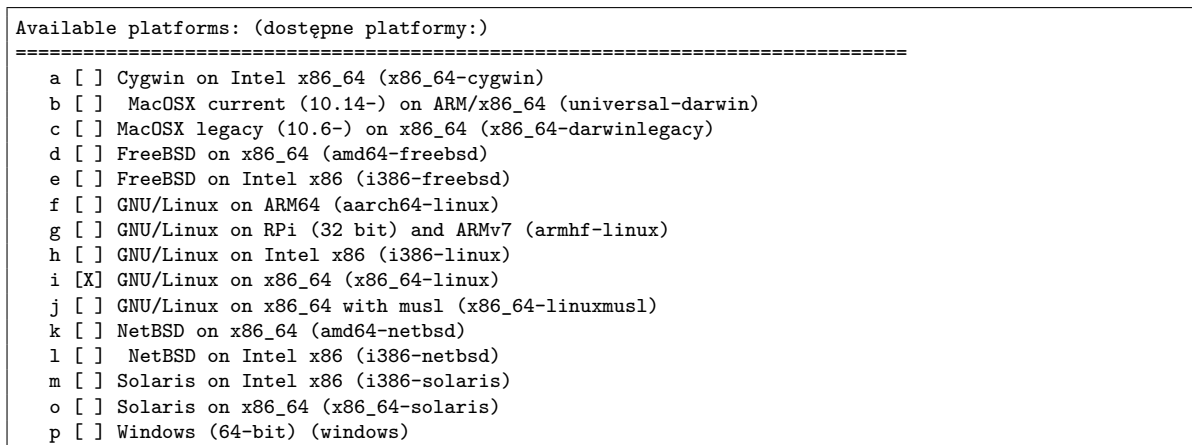 Available platforms: (dostępne platformy:)
===============================================================================
   a [ ] Cygwin on Intel x86_64 (x86_64-cygwin)
   b [ ]  MacOSX current (10.14-) on ARM/x86_64 (universal-darwin)
   c [ ] MacOSX legacy (10.6-) on x86_64 (x86_64-darwinlegacy)
   d [ ] FreeBSD on x86_64 (amd64-freebsd)
   e [ ] FreeBSD on Intel x86 (i386-freebsd)
   f [ ] GNU/Linux on ARM64 (aarch64-linux)
   g [ ] GNU/Linux on RPi (32 bit) and ARMv7 (armhf-linux)
   h [ ] GNU/Linux on Intel x86 (i386-linux)
   i [X] GNU/Linux on x86_64 (x86_64-linux)
   j [ ] GNU/Linux on x86_64 with musl (x86_64-linuxmusl)
   k [ ] NetBSD on x86_64 (amd64-netbsd)
   l [ ]  NetBSD on Intel x86 (i386-netbsd)
   m [ ] Solaris on Intel x86 (i386-solaris)
   o [ ] Solaris on x86_64 (x86_64-solaris)
   p [ ] Windows (64-bit) (windows)